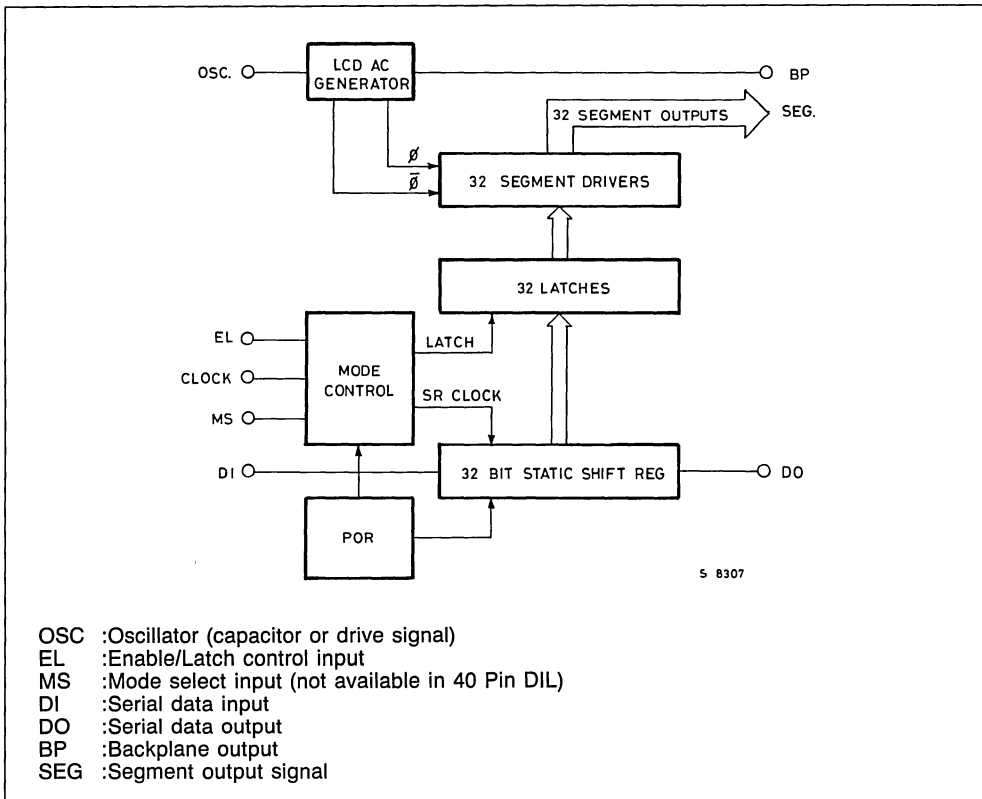 OSC.
LCD AC
GENERATOR
BP
32 SEGMENT OUTPUTS
SEG.
Ø
Ø̅
32 SEGMENT DRIVERS
32 LATCHES
EL
LATCH
MODE
CONTROL
CLOCK
SR CLOCK
MS
DI
32 BIT STATIC SHIFT REG
DO
POR
S 8307
OSC :Oscillator (capacitor or drive signal)
EL :Enable/Latch control input
MS :Mode select input (not available in 40 Pin DIL)
DI :Serial data input
DO :Serial data output
BP :Backplane output
SEG :Segment output signal